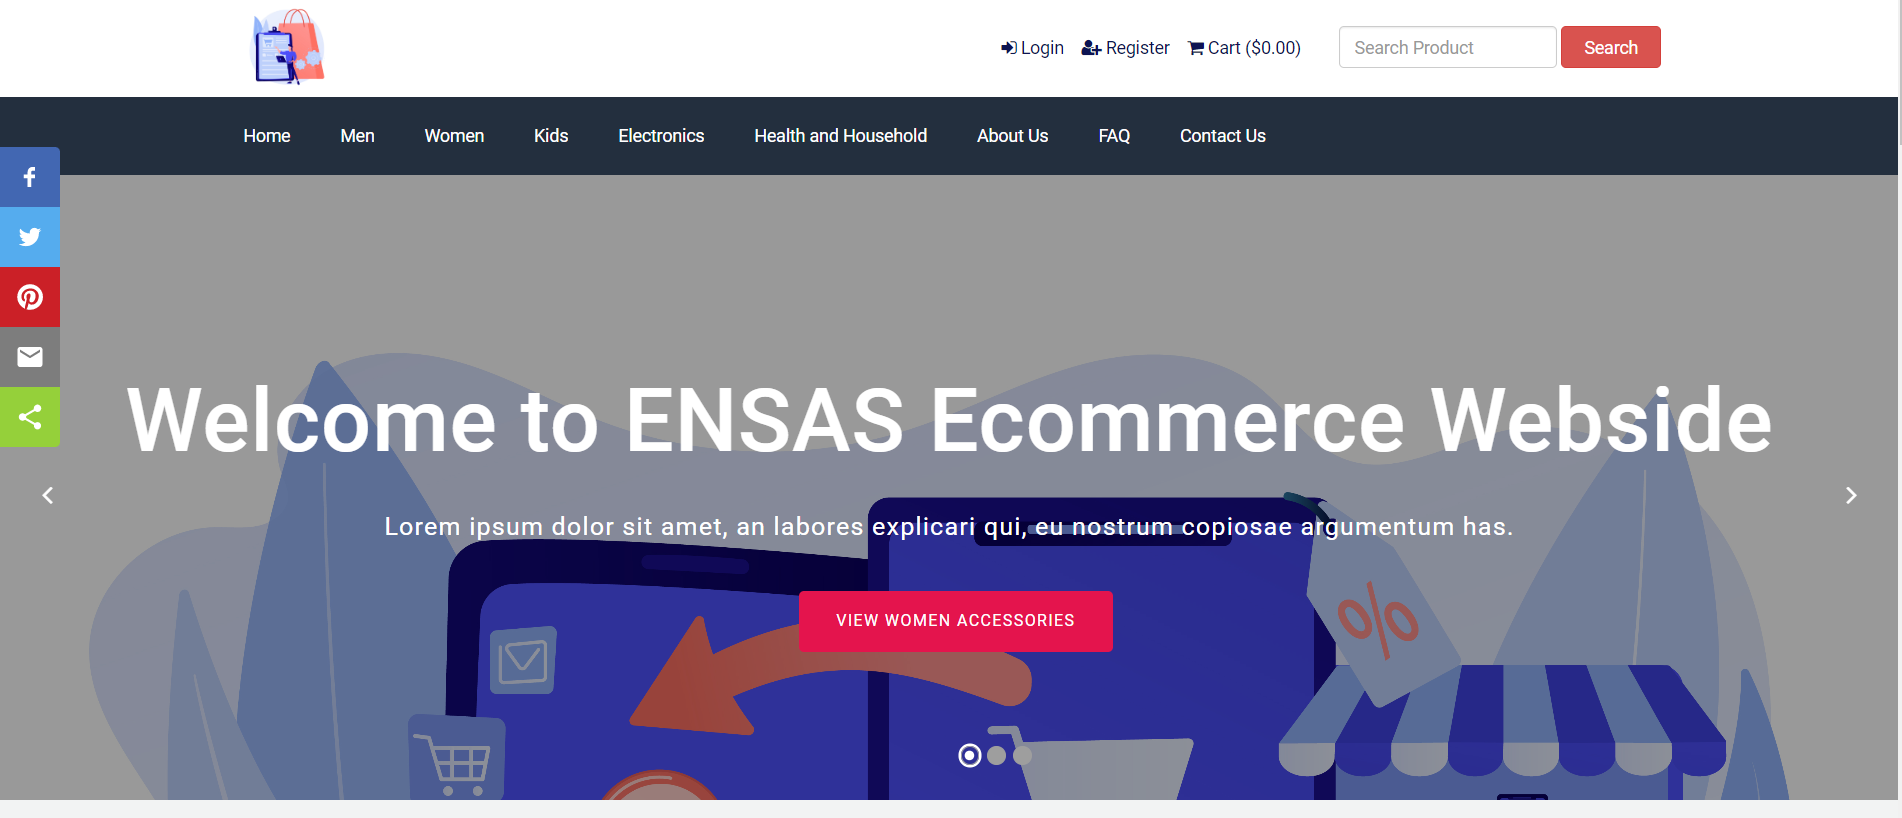 Login Register Cart ($0.00) Search Product Search
Home Men Women Kids Electronics Health and Household About Us FAQ Contact Us
Welcome to ENSAS Ecommerce Webside
Lorem ipsum dolor sit amet, an labores explicari qui, eu nostrum copiosae argumentum has.
VIEW WOMEN ACCESSORIES
%